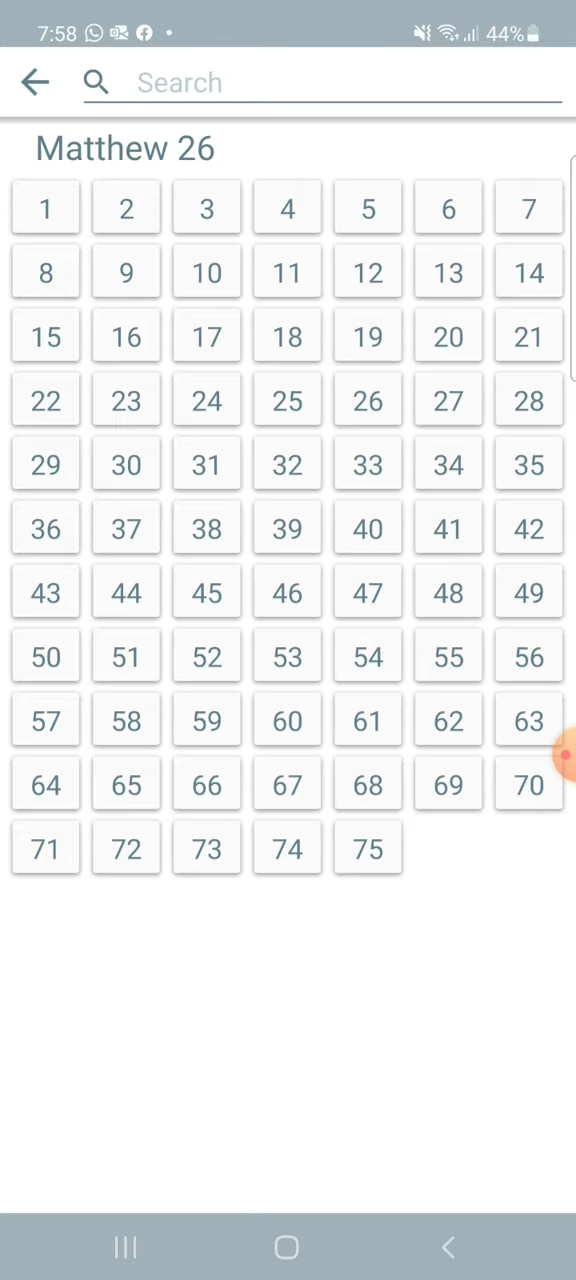 7:58 44%
Search
Matthew 26
1 2 3 4 5 6 7
8 9 10 11 12 13 14
15 16 17 18 19 20 21
22 23 24 25 26 27 28
29 30 31 32 33 34 35
36 37 38 39 40 41 42
43 44 45 46 47 48 49
50 51 52 53 54 55 56
57 58 59 60 61 62 63
64 65 66 67 68 69 70
71 72 73 74 75